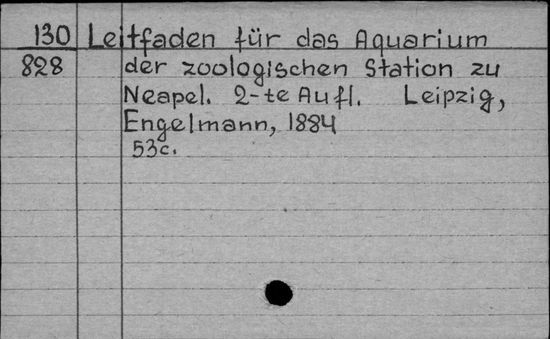 130 Leitfaden für das Aquarium
828 der zoologischen Station zu
Neapel. 2-te Aufl. Leipzig,
Engelmann, 1884
53c.